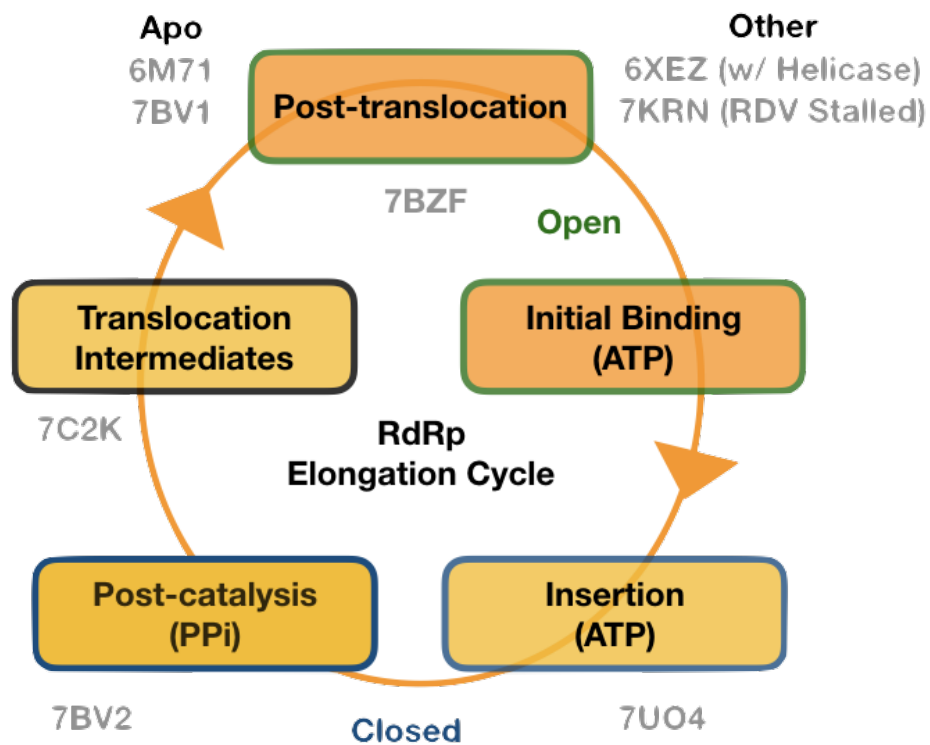 Apo
6M71
7BV1
Other
6XEZ (w/ Helicase)
7KRN (RDV Stalled)
Post-translocation
7BZF
Open
Translocation
Intermediates
7C2K
Initial Binding
(ATP)
RdRp
Elongation Cycle
Post-catalysis
(PPi)
7BV2
Insertion
(ATP)
7UO4
Closed